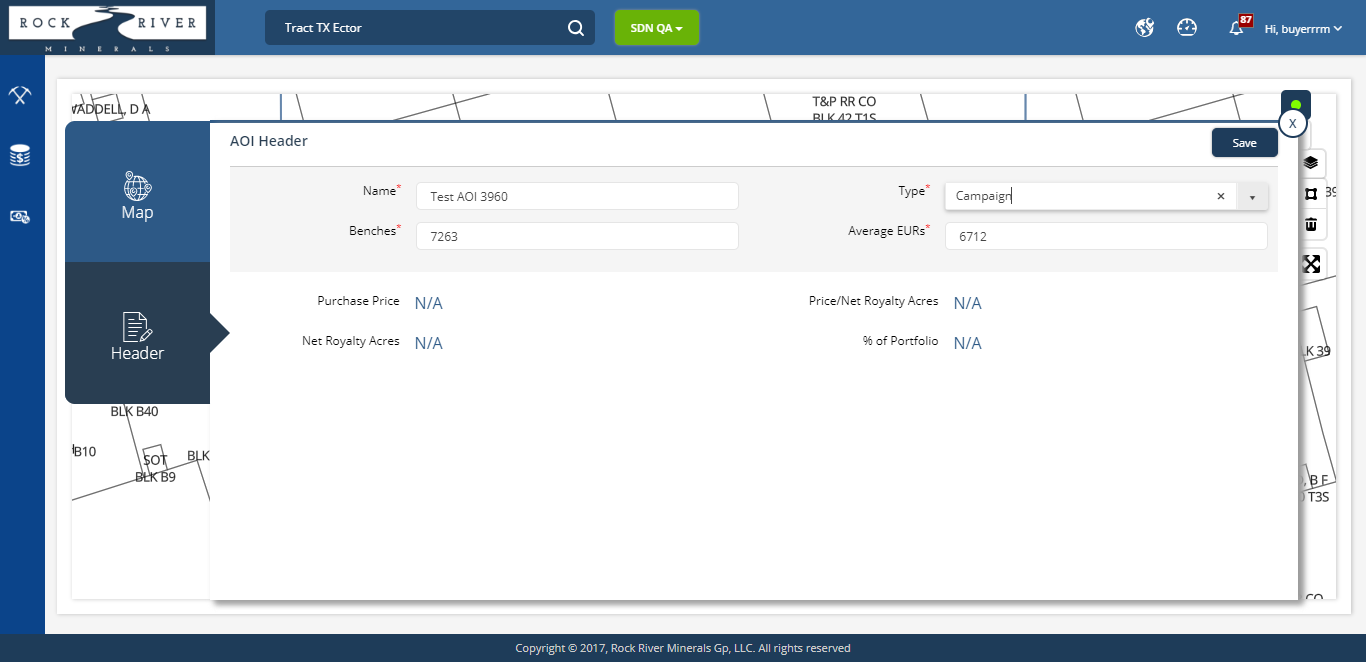 ROCK RIVER
MINERALS
Tract TX Ector
SDN QA
87
Hi, buyerrrm
WADDELL, D A
T&P RR CO
BLK 42 T1S
X
AOI Header
Save
Map
Name*
Test AOI 3960
Type*
Campaign
×
Benches*
7263
Average EURs*
6712
Purchase Price
N/A
Price/Net Royalty Acres
N/A
Header
Net Royalty Acres
N/A
% of Portfolio
N/A
39
LK 39
BLK B40
B10
SOT
BLK
BLK B9
, B F
T3S
CO
Copyright © 2017, Rock River Minerals Gp, LLC. All rights reserved